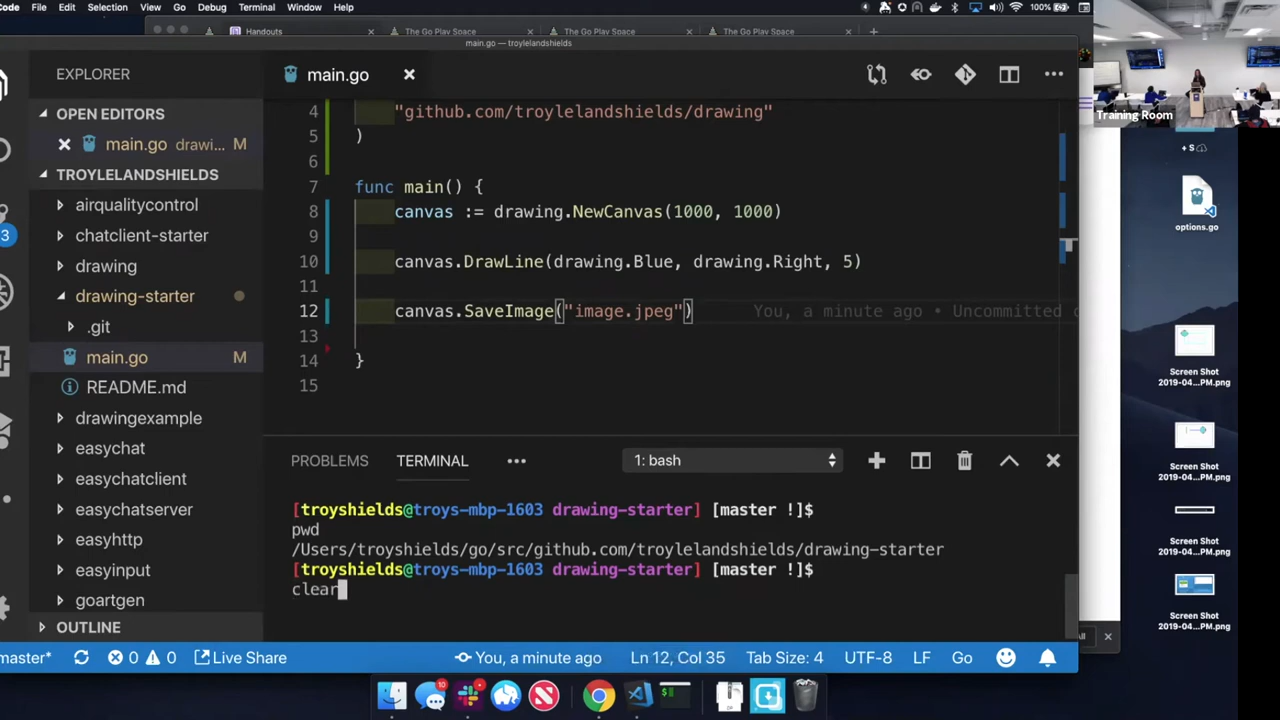 Code File Edit Selection View Go Debug Terminal Window Help
100%
Handouts
The Go Play Space
The Go Play Space
The Go Play Space
main.go — troylelandshields
Training Room
EXPLORER
main.go
OPEN EDITORS
main.go drawi... M
TROYLELANDSHIELDS
airqualitycontrol
chatclient-starter
drawing
drawing-starter
.git
main.go M
README.md
drawingexample
easychat
easychatclient
easychatserver
easyhttp
easyinput
goartgen
OUTLINE
3
4 "github.com/troylelandshields/drawing"
5 )
6
7 func main() {
8 canvas := drawing.NewCanvas(1000, 1000)
9
10 canvas.DrawLine(drawing.Blue, drawing.Right, 5)
11
12 canvas.SaveImage("image.jpeg") You, a minute ago • Uncommitted c
13
14 }
15
PROBLEMS TERMINAL 1: bash
[troyshields@troys-mbp-1603 drawing-starter] [master !]$
pwd
/Users/troyshields/go/src/github.com/troylelandshields/drawing-starter
[troyshields@troys-mbp-1603 drawing-starter] [master !]$
clear
master* 0 0 Live Share You, a minute ago Ln 12, Col 35 Tab Size: 4 UTF-8 LF Go
+ S
options.go
Screen Shot
2019-04...PM.png
Screen Shot
2019-04...PM.png
Screen Shot
2019-04...PM.png
Screen Shot
2019-04...PM.png
All
10